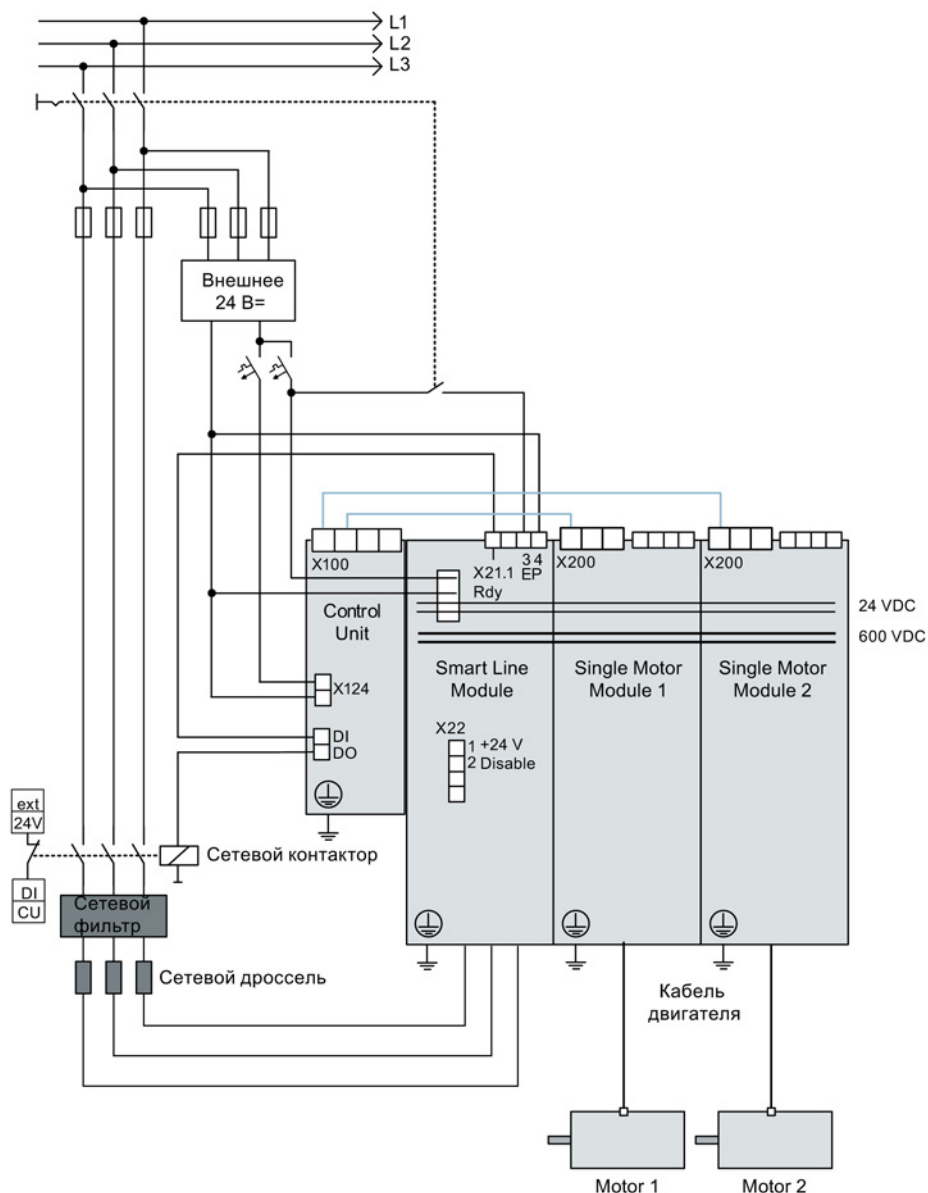 L1
L2
L3
Внешнее
24 В=
X100
X21.1
Rdy
3 4
EP
X200
X200
24 VDC
600 VDC
Control
Unit
Smart Line
Module
Single Motor
Module 1
Single Motor
Module 2
X124
X22
1 +24 V
2 Disable
DI
DO
ext
24V
DI
CU
Сетевой контактор
Сетевой
фильтр
Сетевой дроссель
Кабель
двигателя
Motor 1
Motor 2